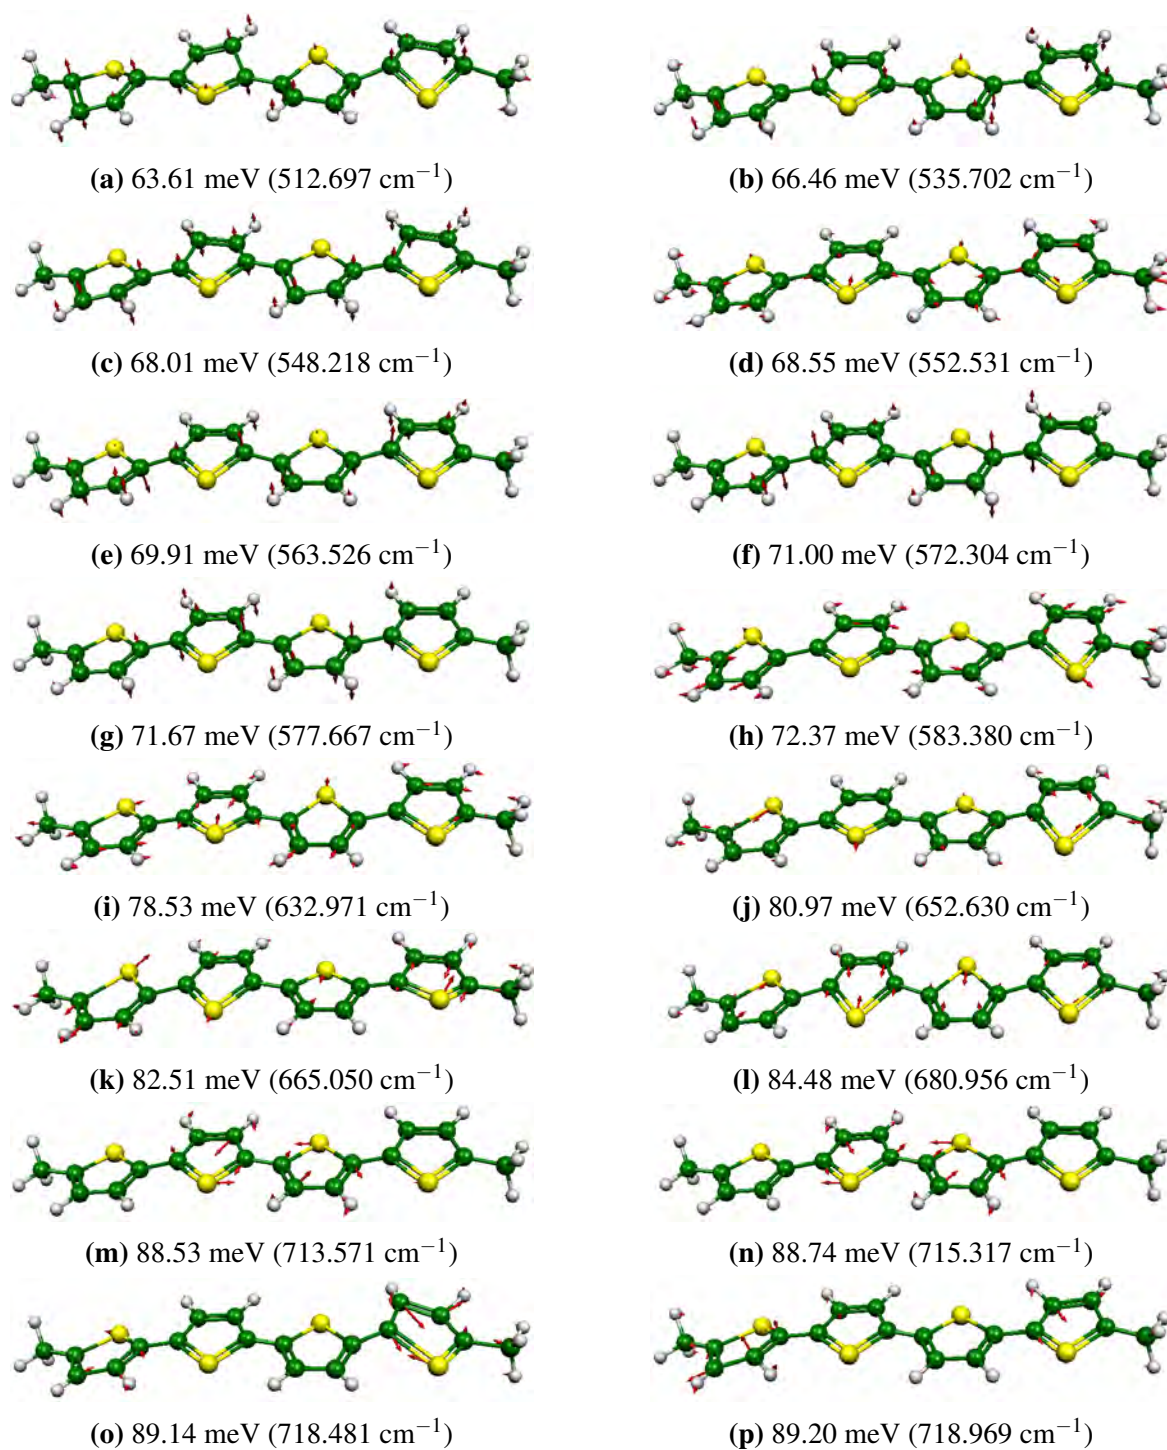 (a) 63.61 meV (512.697 cm⁻¹)
(b) 66.46 meV (535.702 cm⁻¹)
(c) 68.01 meV (548.218 cm⁻¹)
(d) 68.55 meV (552.531 cm⁻¹)
(e) 69.91 meV (563.526 cm⁻¹)
(f) 71.00 meV (572.304 cm⁻¹)
(g) 71.67 meV (577.667 cm⁻¹)
(h) 72.37 meV (583.380 cm⁻¹)
(i) 78.53 meV (632.971 cm⁻¹)
(j) 80.97 meV (652.630 cm⁻¹)
(k) 82.51 meV (665.050 cm⁻¹)
(l) 84.48 meV (680.956 cm⁻¹)
(m) 88.53 meV (713.571 cm⁻¹)
(n) 88.74 meV (715.317 cm⁻¹)
(o) 89.14 meV (718.481 cm⁻¹)
(p) 89.20 meV (718.969 cm⁻¹)